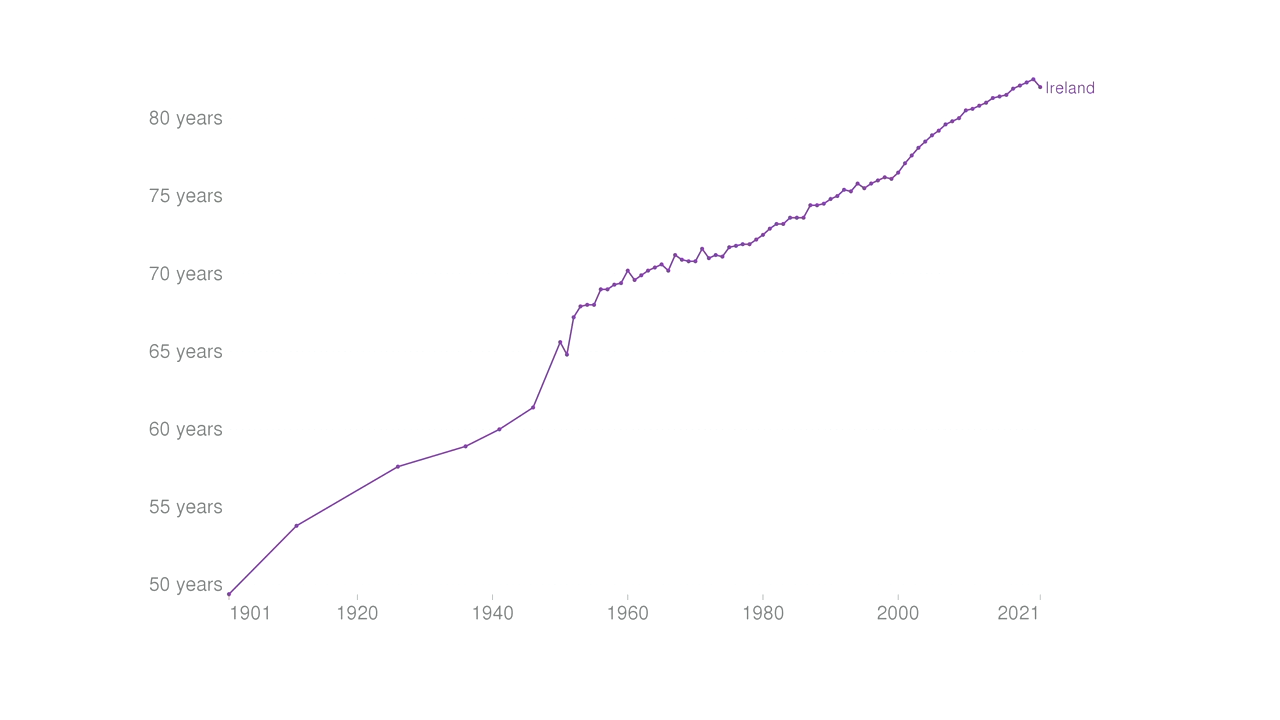 Ireland
80 years
75 years
70 years
65 years
60 years
55 years
50 years
1901 1920 1940 1960 1980 2000 2021